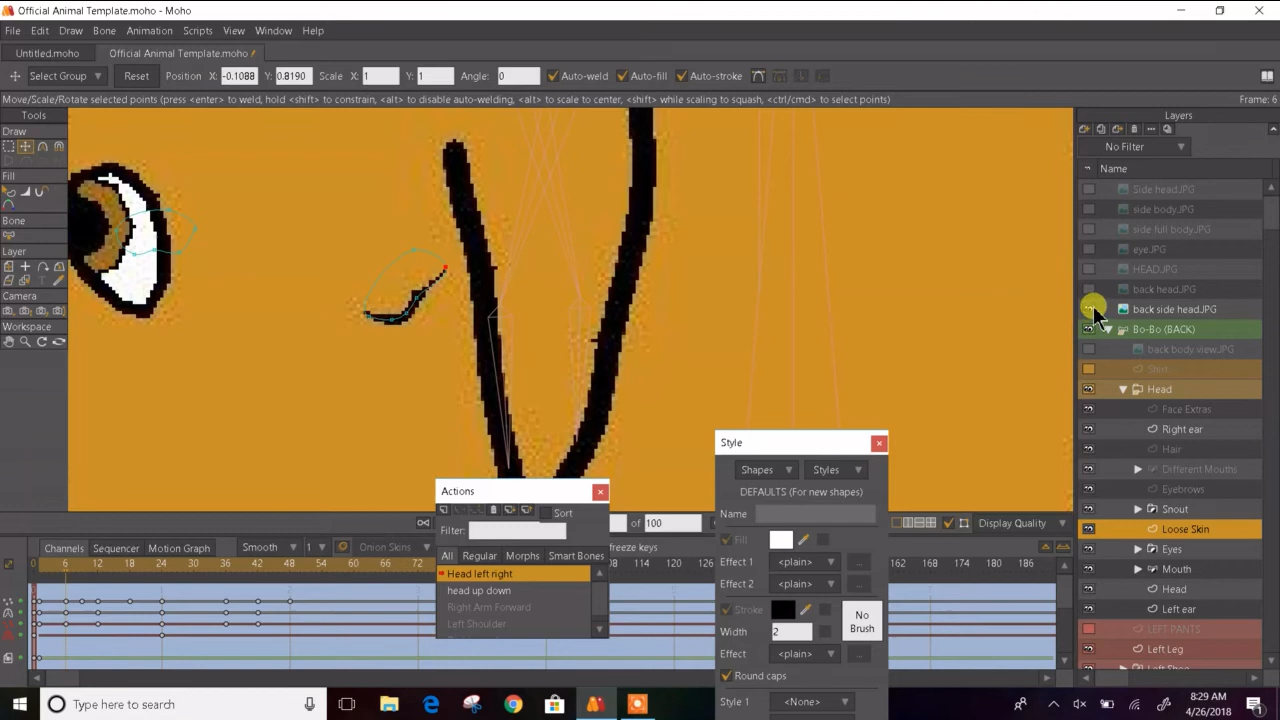 Official Animal Template.moho - Moho
File Edit Draw Bone Animation Scripts View Window Help
Untitled.moho Official Animal Template.moho
Select Group Reset Position X: -0.1088 Y: 0.8190 Scale X: 1 Y: 1 Angle: 0 Auto-weld Auto-fill Auto-stroke
Move/Scale/Rotate selected points (press <enter> to weld, hold <shift> to constrain, <alt> to disable auto-welding, <alt> to scale to center, <shift> while scaling to squash, <ctrl/cmd> to select points)
Frame: 6
Tools
Draw
Fill
Bone
Layer
Camera
Workspace
Layers
No Filter
Name
Side head.JPG
side body.JPG
side full body.JPG
eye.JPG
HEAD.JPG
back head.JPG
back side head.JPG
Bo-Bo (BACK)
back body view.JPG
Shirt
Head
Face Extras
Right ear
Hair
Different Mouths
Eyebrows
Snout
Loose Skin
Eyes
Mouth
Head
Left ear
LEFT PANTS
Left Leg
Left Shoe
Style
Shapes Styles
DEFAULTS (For new shapes)
Name
Fill
Effect 1 <plain> ...
Effect 2 <plain> ...
Stroke
Width 2
No Brush
Effect <plain> ...
Round caps
Style 1 <None>
Actions
Sort
Filter:
All Regular Morphs Smart Bones
Head left right
head up down
Right Arm Forward
Left Shoulder
of 100
Display Quality
Channels Sequencer Motion Graph Smooth 1 Onion Skins
freeze keys
0 6 12 18 24 30 36 42 48 72 114 120 126 132 138 144 150 156 162 168 174 180 186
Type here to search
8:29 AM
4/26/2018